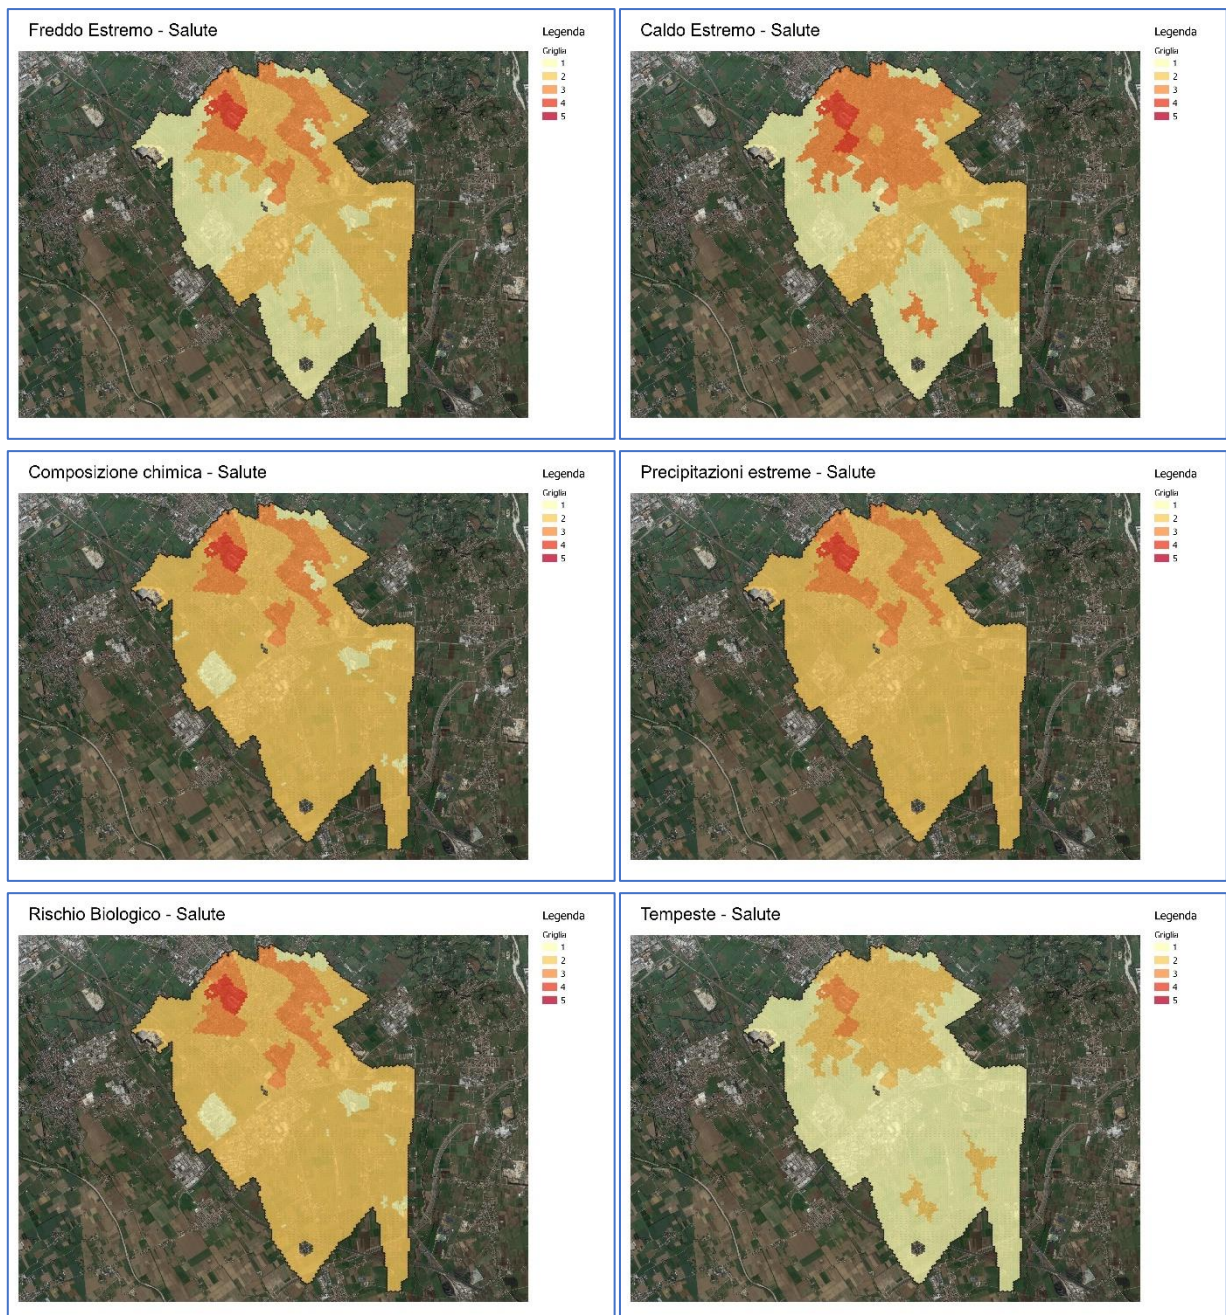 Freddo Estremo - Salute
Legenda
Griglia
1
2
3
4
5
Caldo Estremo - Salute
Legenda
Griglia
1
2
3
4
5
Composizione chimica - Salute
Legenda
Griglia
1
2
3
4
5
Precipitazioni estreme - Salute
Legenda
Griglia
1
2
3
4
5
Rischio Biologico - Salute
Legenda
Griglia
1
2
3
4
5
Tempeste - Salute
Legenda
Griglia
1
2
3
4
5